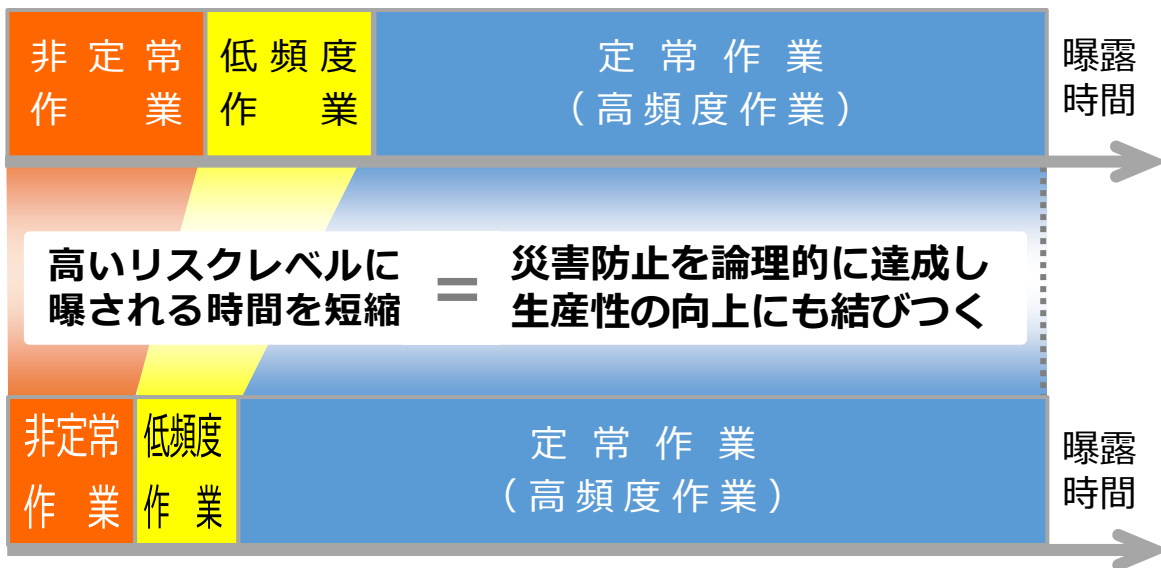 非定常
作業
低頻度
作業
定常作業
（高頻度作業）
曝露
時間
高いリスクレベルに
曝される時間を短縮
＝
災害防止を論理的に達成し
生産性の向上にも結びつく
非定常
作業
低頻度
作業
定常作業
（高頻度作業）
曝露
時間